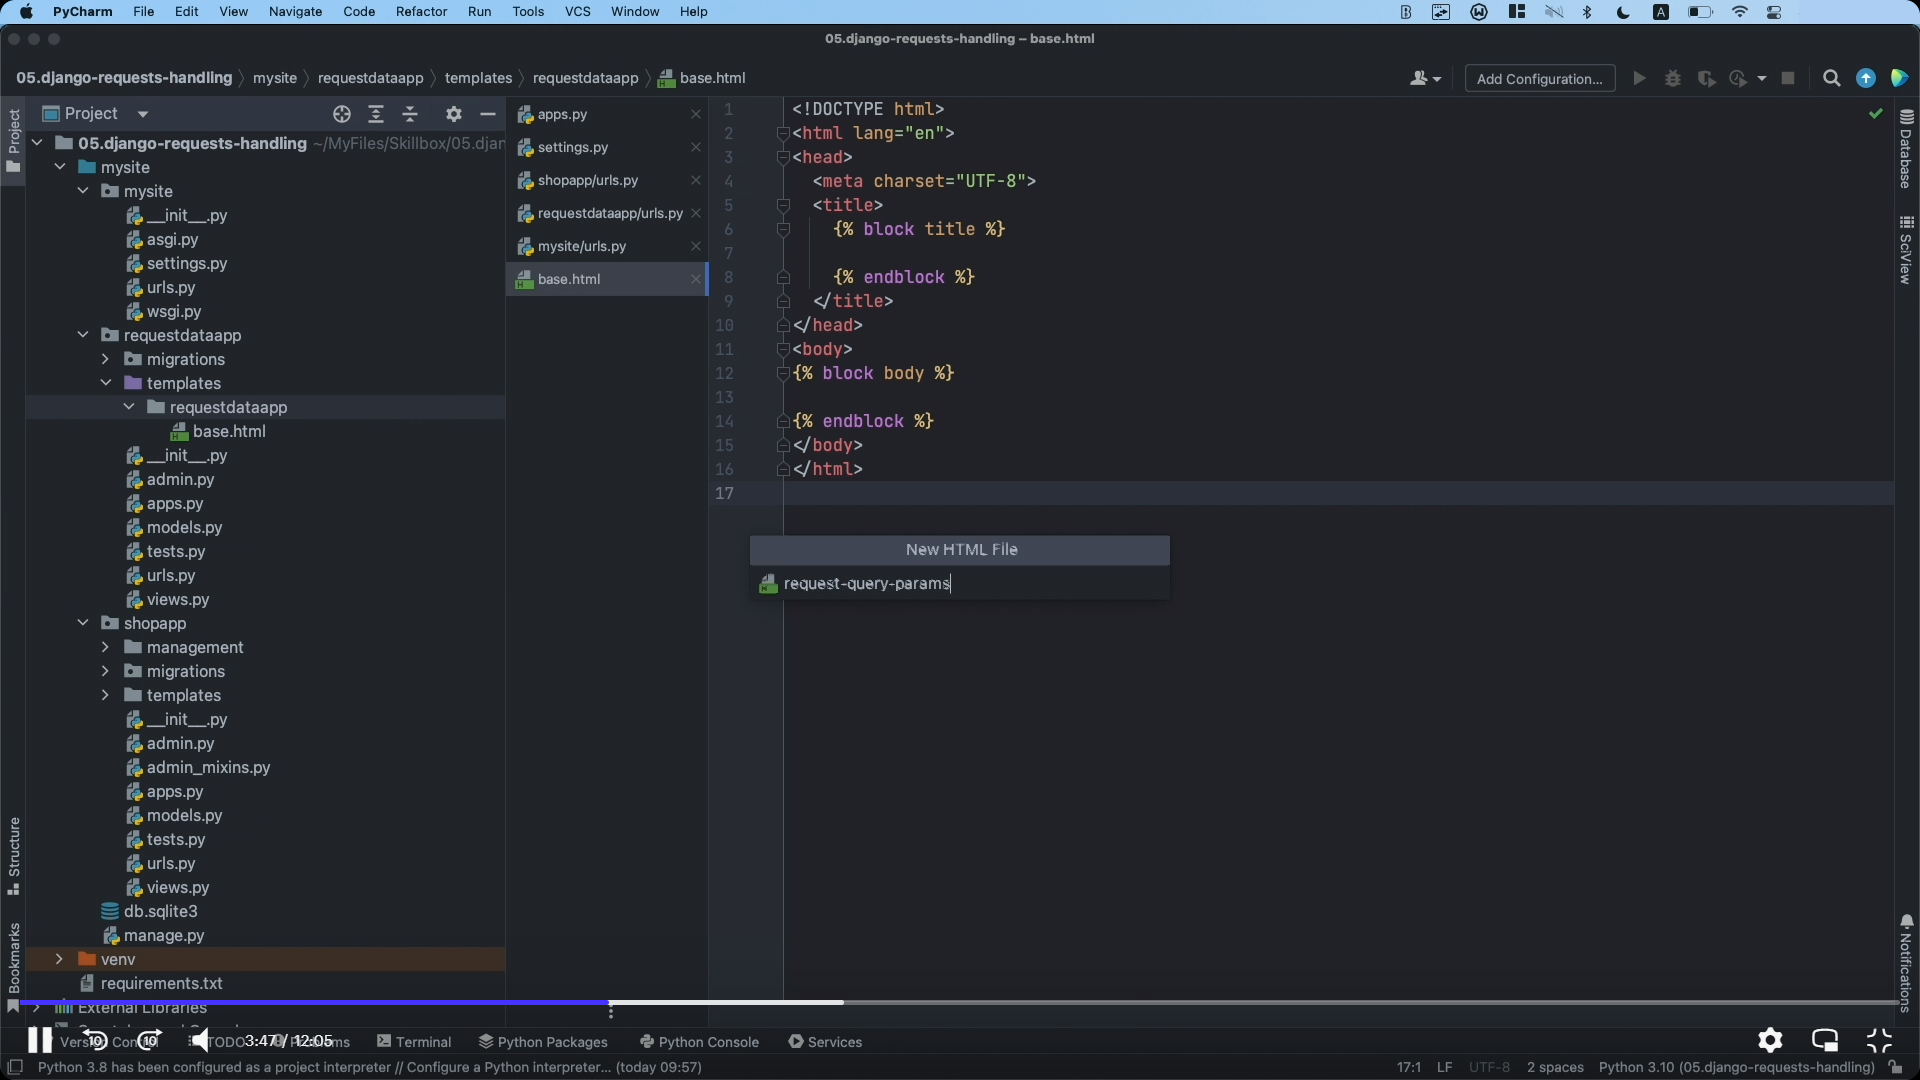 PyCharm File Edit View Navigate Code Refactor Run Tools VCS Window Help
05.django-requests-handling – base.html
05.django-requests-handling mysite requestdataapp templates requestdataapp base.html
Add Configuration...
Project
Project
05.django-requests-handling ~/MyFiles/Skillbox/05.djan
mysite
mysite
__init__.py
asgi.py
settings.py
urls.py
wsgi.py
requestdataapp
migrations
templates
requestdataapp
base.html
__init__.py
admin.py
apps.py
models.py
tests.py
urls.py
views.py
shopapp
management
migrations
templates
__init__.py
admin.py
admin_mixins.py
apps.py
models.py
tests.py
urls.py
views.py
db.sqlite3
manage.py
venv
requirements.txt
External Libraries
Structure
Bookmarks
apps.py
settings.py
shopapp/urls.py
requestdataapp/urls.py
mysite/urls.py
base.html
1 <!DOCTYPE html>
2 <html lang="en">
3 <head>
4 <meta charset="UTF-8">
5 <title>
6 {% block title %}
7
8 {% endblock %}
9 </title>
10 </head>
11 <body>
12 {% block body %}
13
14 {% endblock %}
15 </body>
16 </html>
17
New HTML File
request-query-params
Database
SciView
Notifications
10 10 3:47 / 12:05
TODO Terminal Python Packages Python Console Services
Python 3.8 has been configured as a project interpreter // Configure a Python interpreter... (today 09:57)
17:1 LF UTF-8 2 spaces Python 3.10 (05.django-requests-handling)